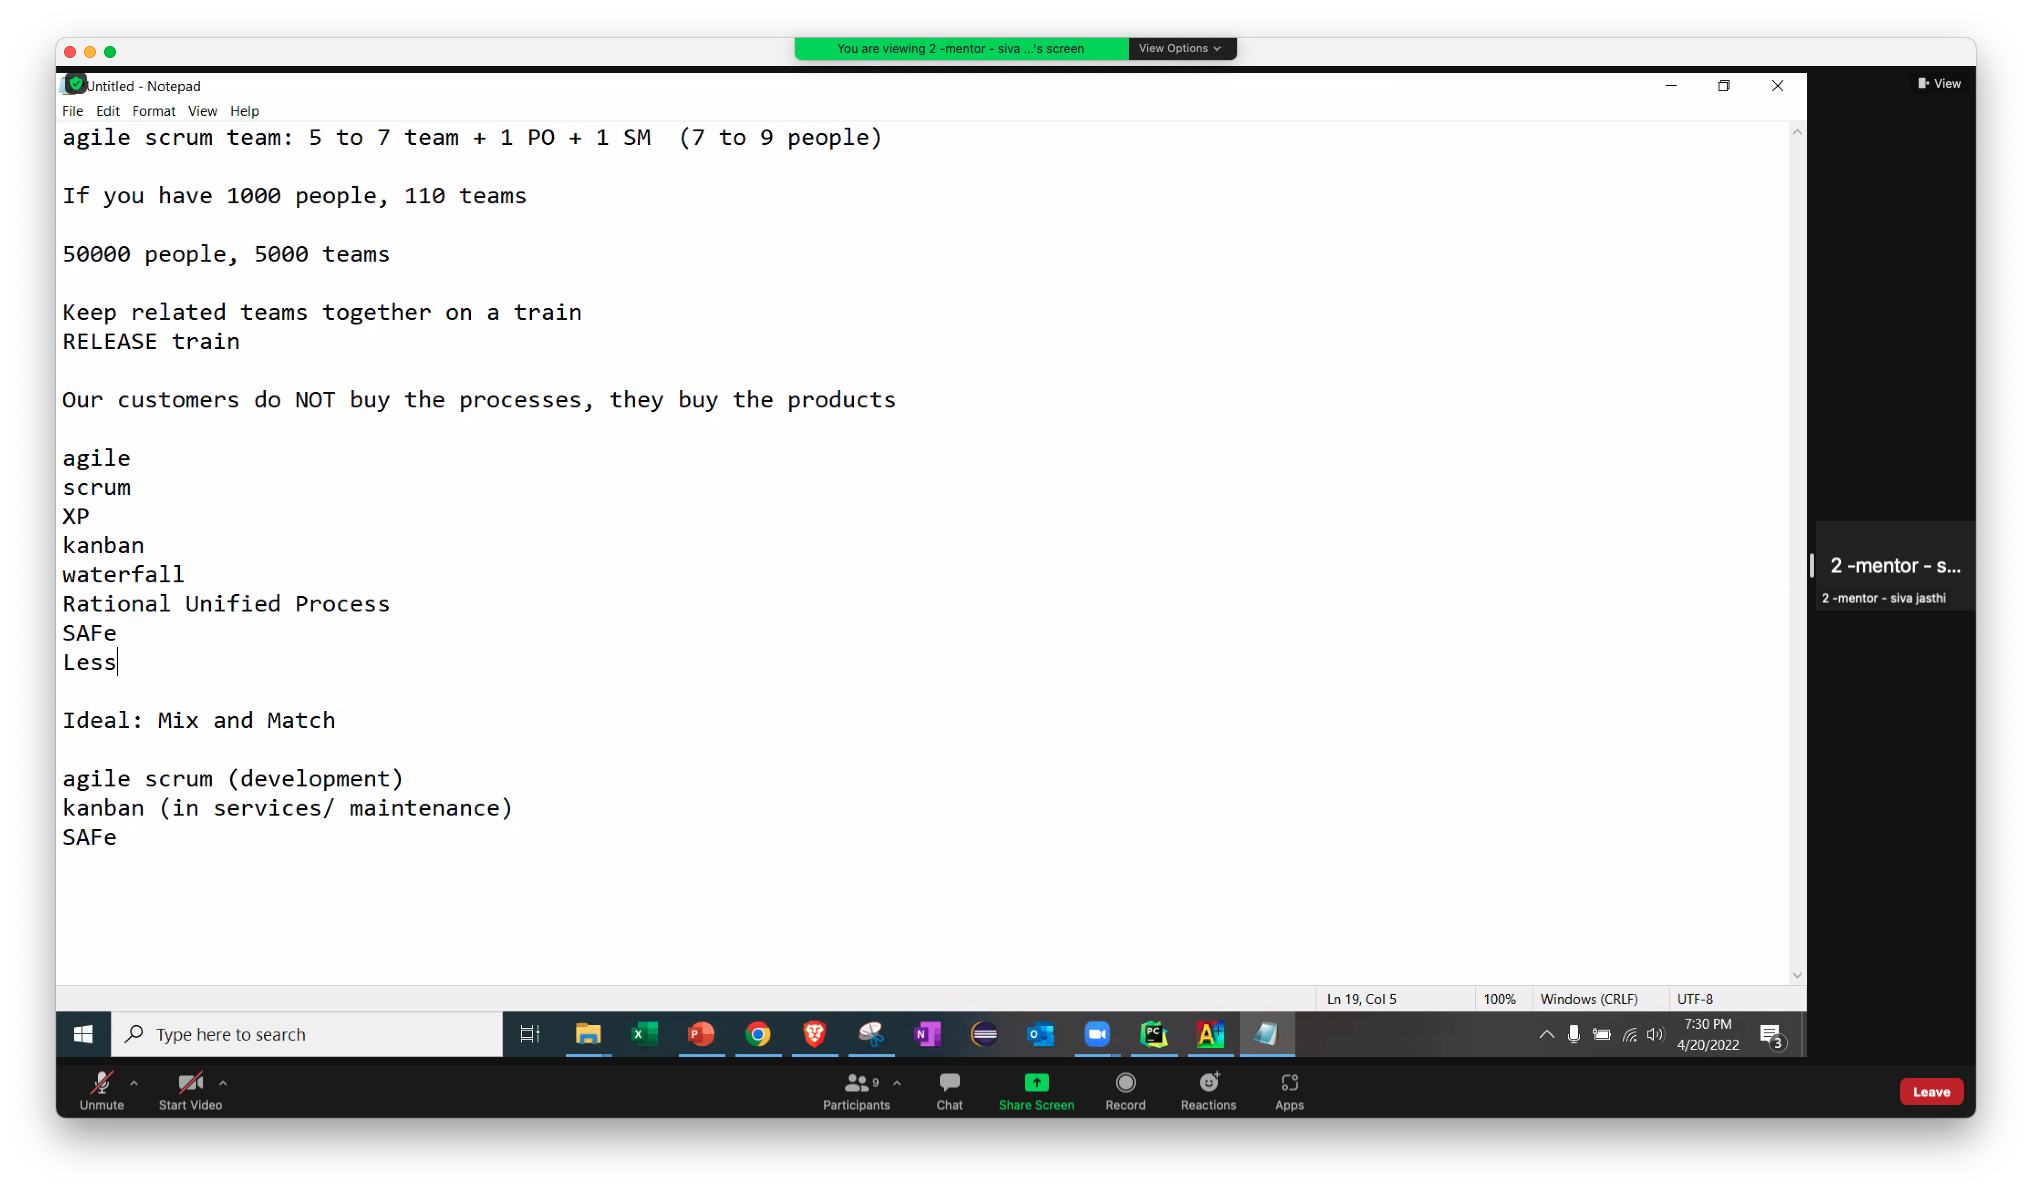 You are viewing 2 -mentor - siva ...'s screen
View Options
Untitled - Notepad
View
File Edit Format View Help
agile scrum team: 5 to 7 team + 1 PO + 1 SM  (7 to 9 people)
If you have 1000 people, 110 teams
50000 people, 5000 teams
Keep related teams together on a train
RELEASE train
Our customers do NOT buy the processes, they buy the products
agile
scrum
XP
kanban
waterfall
Rational Unified Process
SAFe
Less
Ideal: Mix and Match
agile scrum (development)
kanban (in services/ maintenance)
SAFe
2 -mentor - s...
2 -mentor - siva jasthi
Ln 19, Col 5
100%
Windows (CRLF)
UTF-8
Type here to search
7:30 PM
4/20/2022
3
Unmute
Start Video
9
Participants
Chat
Share Screen
Record
Reactions
Apps
Leave